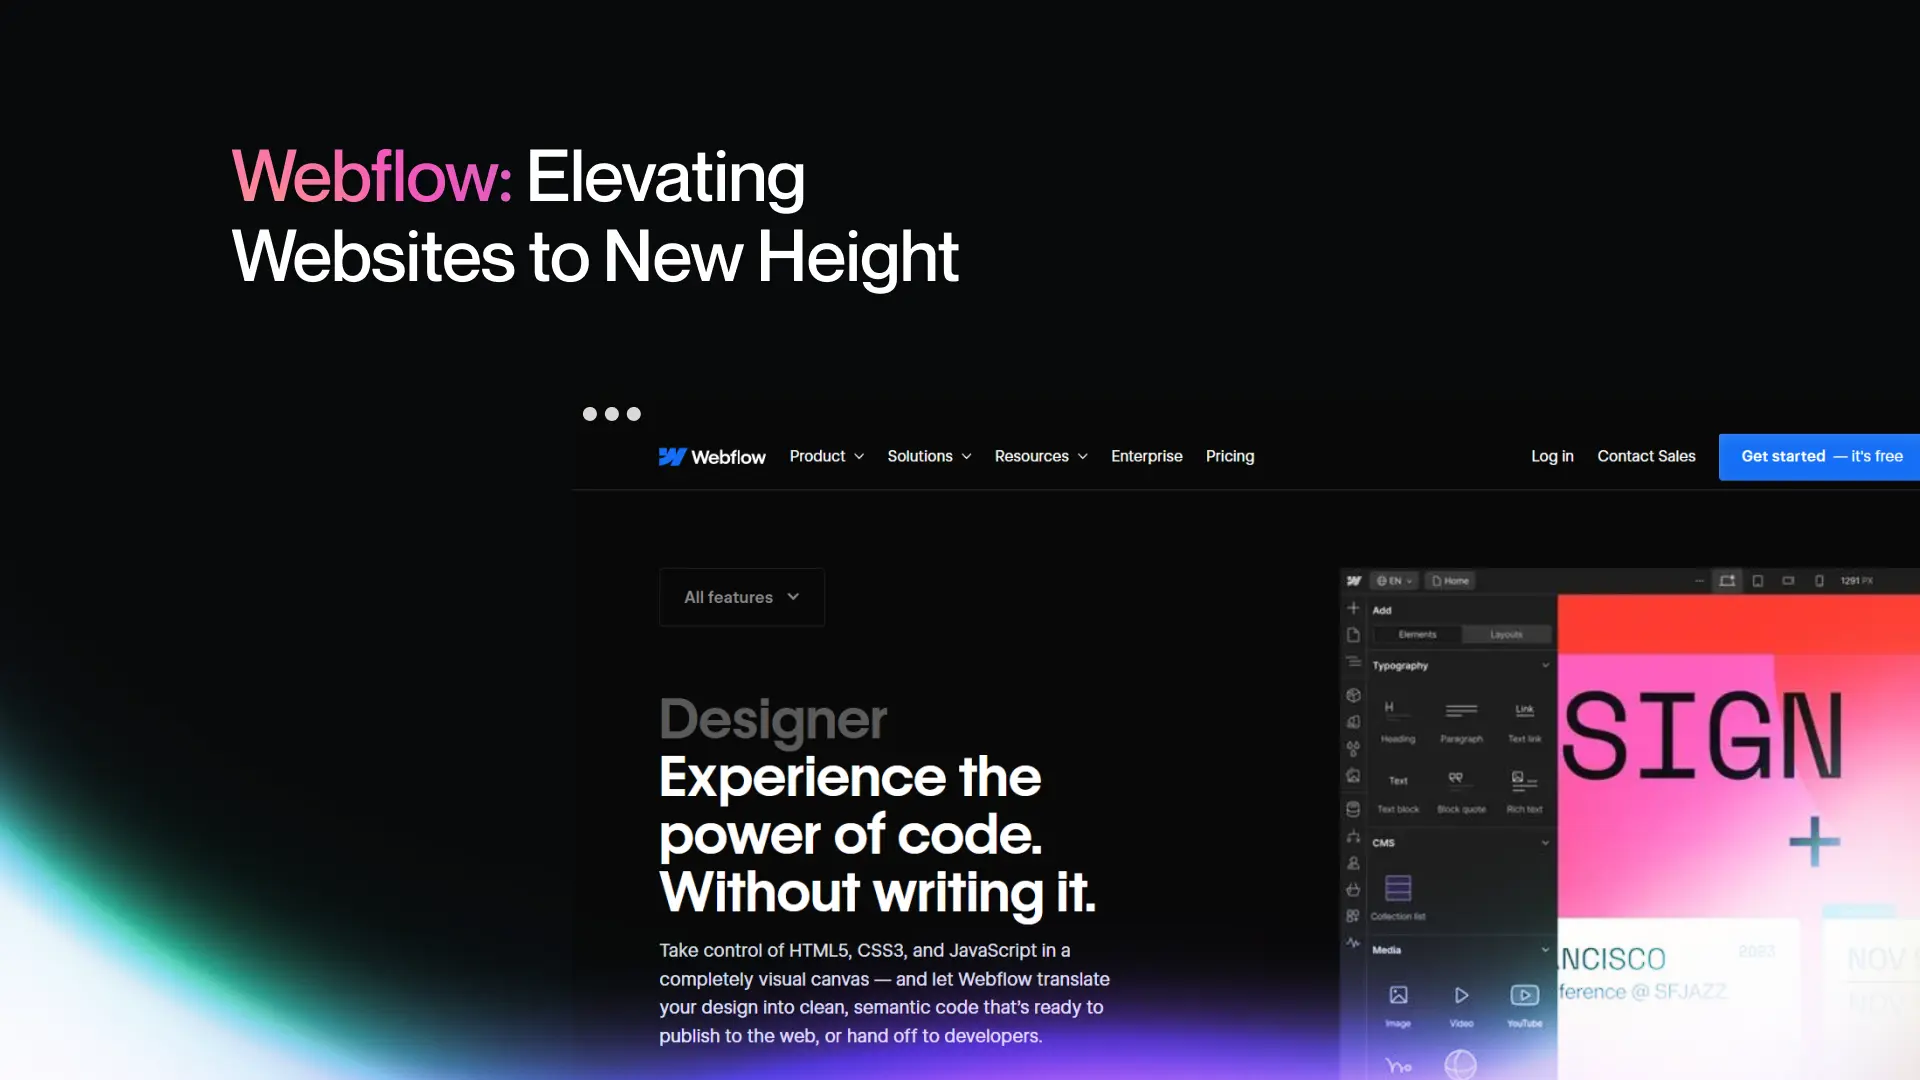 Webflow: Elevating
Websites to New Height
Webflow Product Solutions Resources Enterprise Pricing Log in Contact Sales Get started — it's free
All features
EN Home 1291 PX
Add
Elements Layouts
Typography
H Link
Heading Paragraph Text link
Text
Text block Block quote Rich text
CMS
Collection list
Media
Image Video YouTube
Designer
Experience the
power of code.
Without writing it.
Take control of HTML5, CSS3, and JavaScript in a
completely visual canvas — and let Webflow translate
your design into clean, semantic code that's ready to
publish to the web, or hand off to developers.
SIGN
NCISCO 2023
ference @ SFJAZZ
NOV